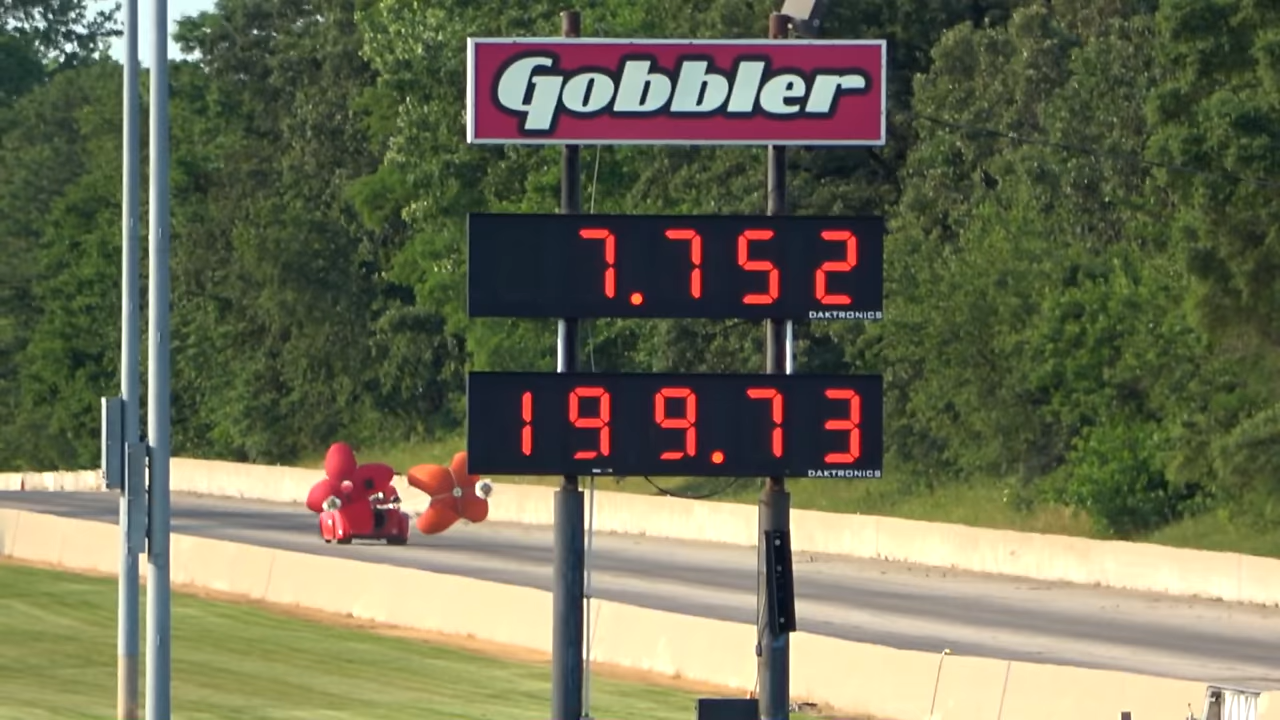 Gobbler
7.752
DAKTRONICS
199.73
DAKTRONICS